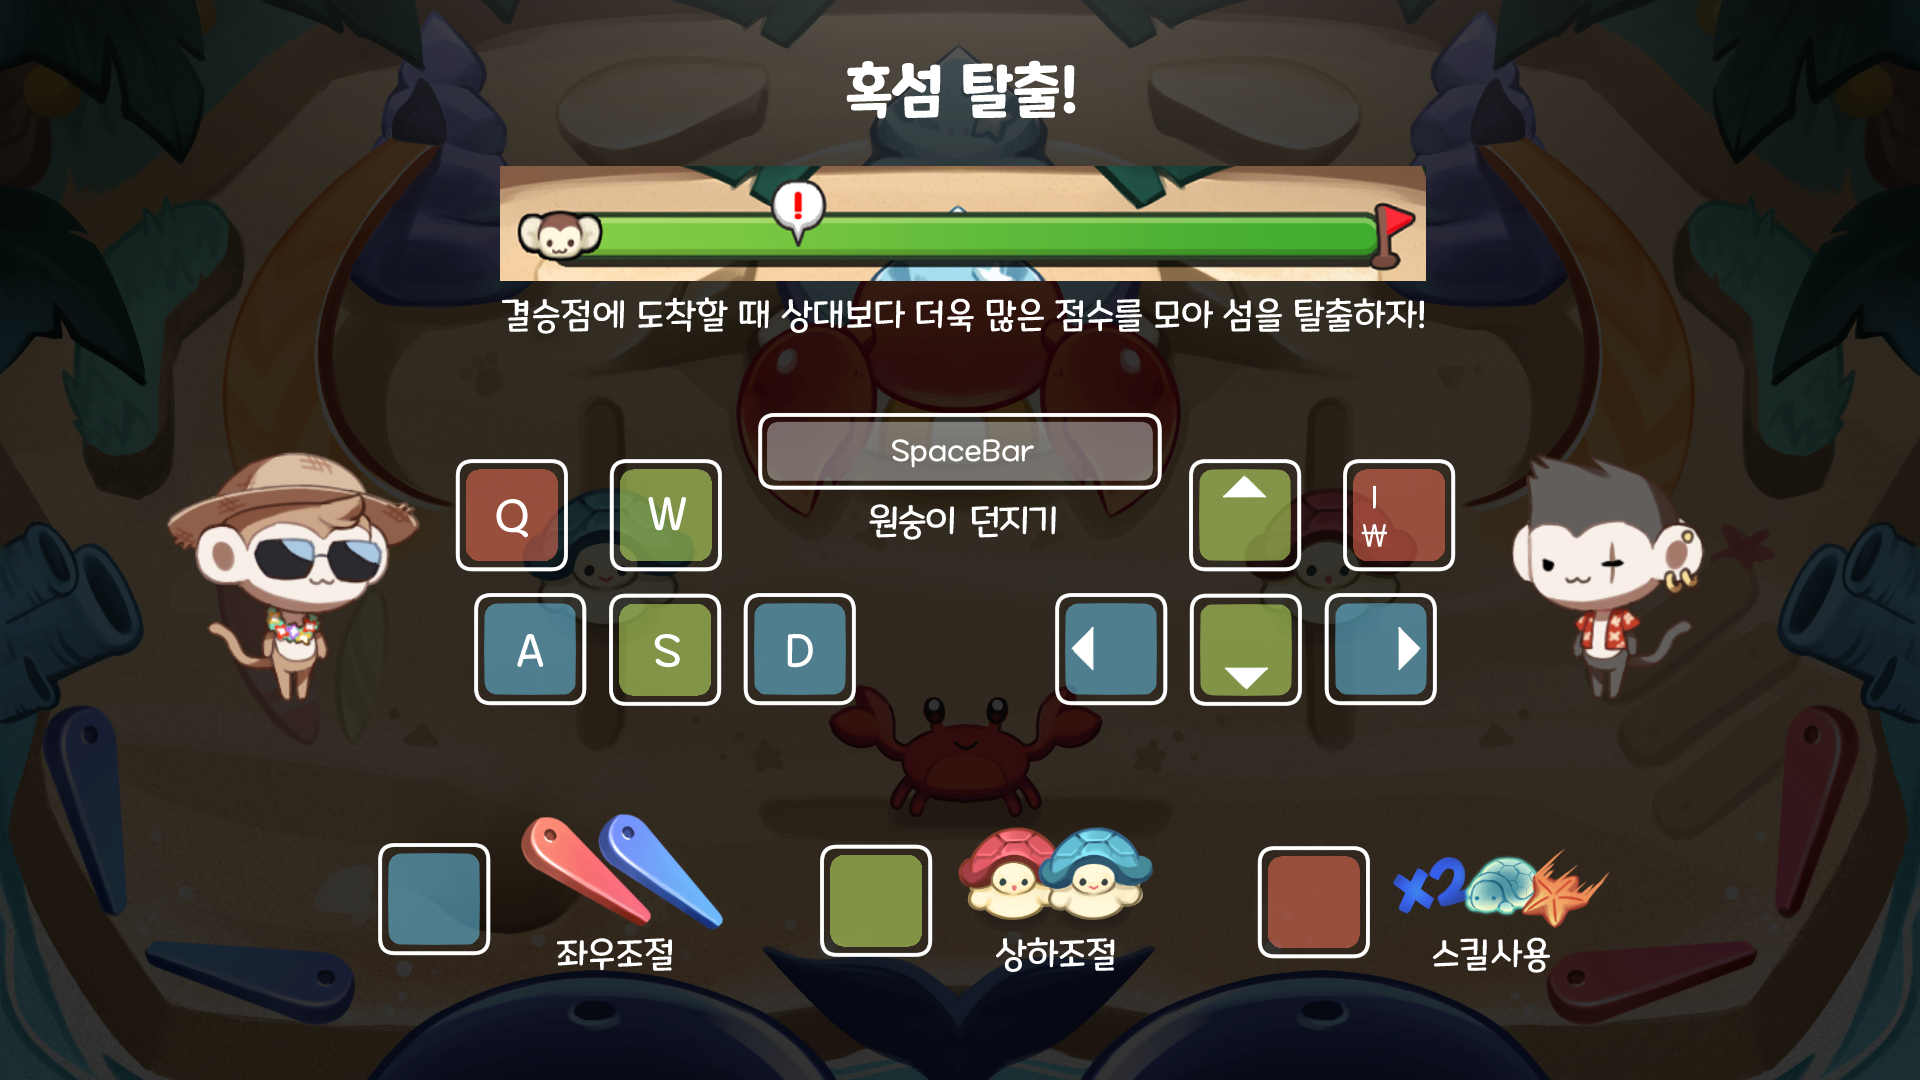 혹섬 탈출!
!
결승점에 도착할 때 상대보다 더욱 많은 점수를 모아 섬을 탈출하자!
SpaceBar
원숭이 던지기
Q
W
|
₩
A
S
D
x2
좌우조절
상하조절
스킬사용